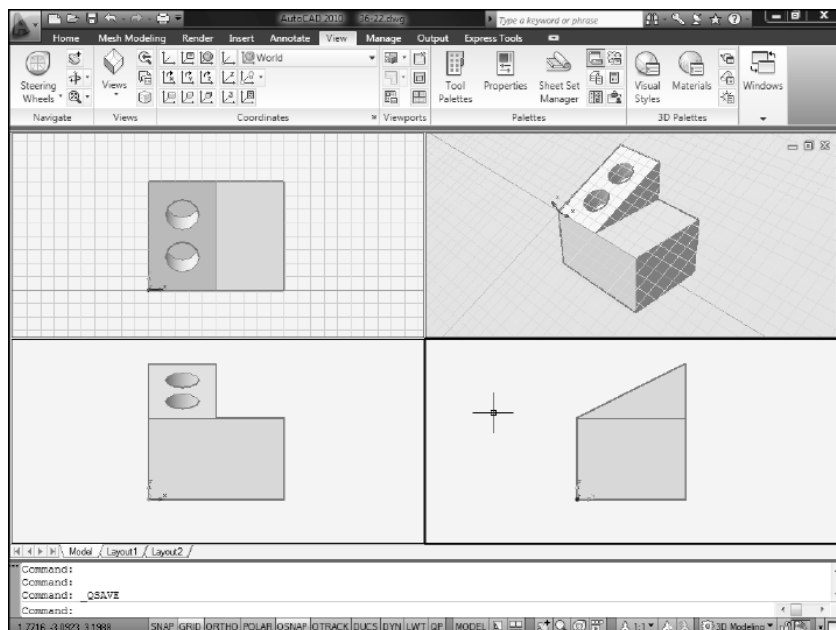 AutoCAD 2010 06-22.dwg
Type a keyword or phrase
Home Mesh Modeling Render Insert Annotate View Manage Output Express Tools
World
Steering Wheels
Views
Tool Palettes
Properties
Sheet Set Manager
Visual Styles
Materials
Windows
Navigate Views Coordinates Viewports Palettes 3D Palettes
Model Layout1 Layout2
Command:
Command:
Command: _QSAVE
Command:
SNAP GRID ORTHO POLAR OSNAP OTRACK DUCS DYN LWT QP MODEL 1:1 3D Modeling